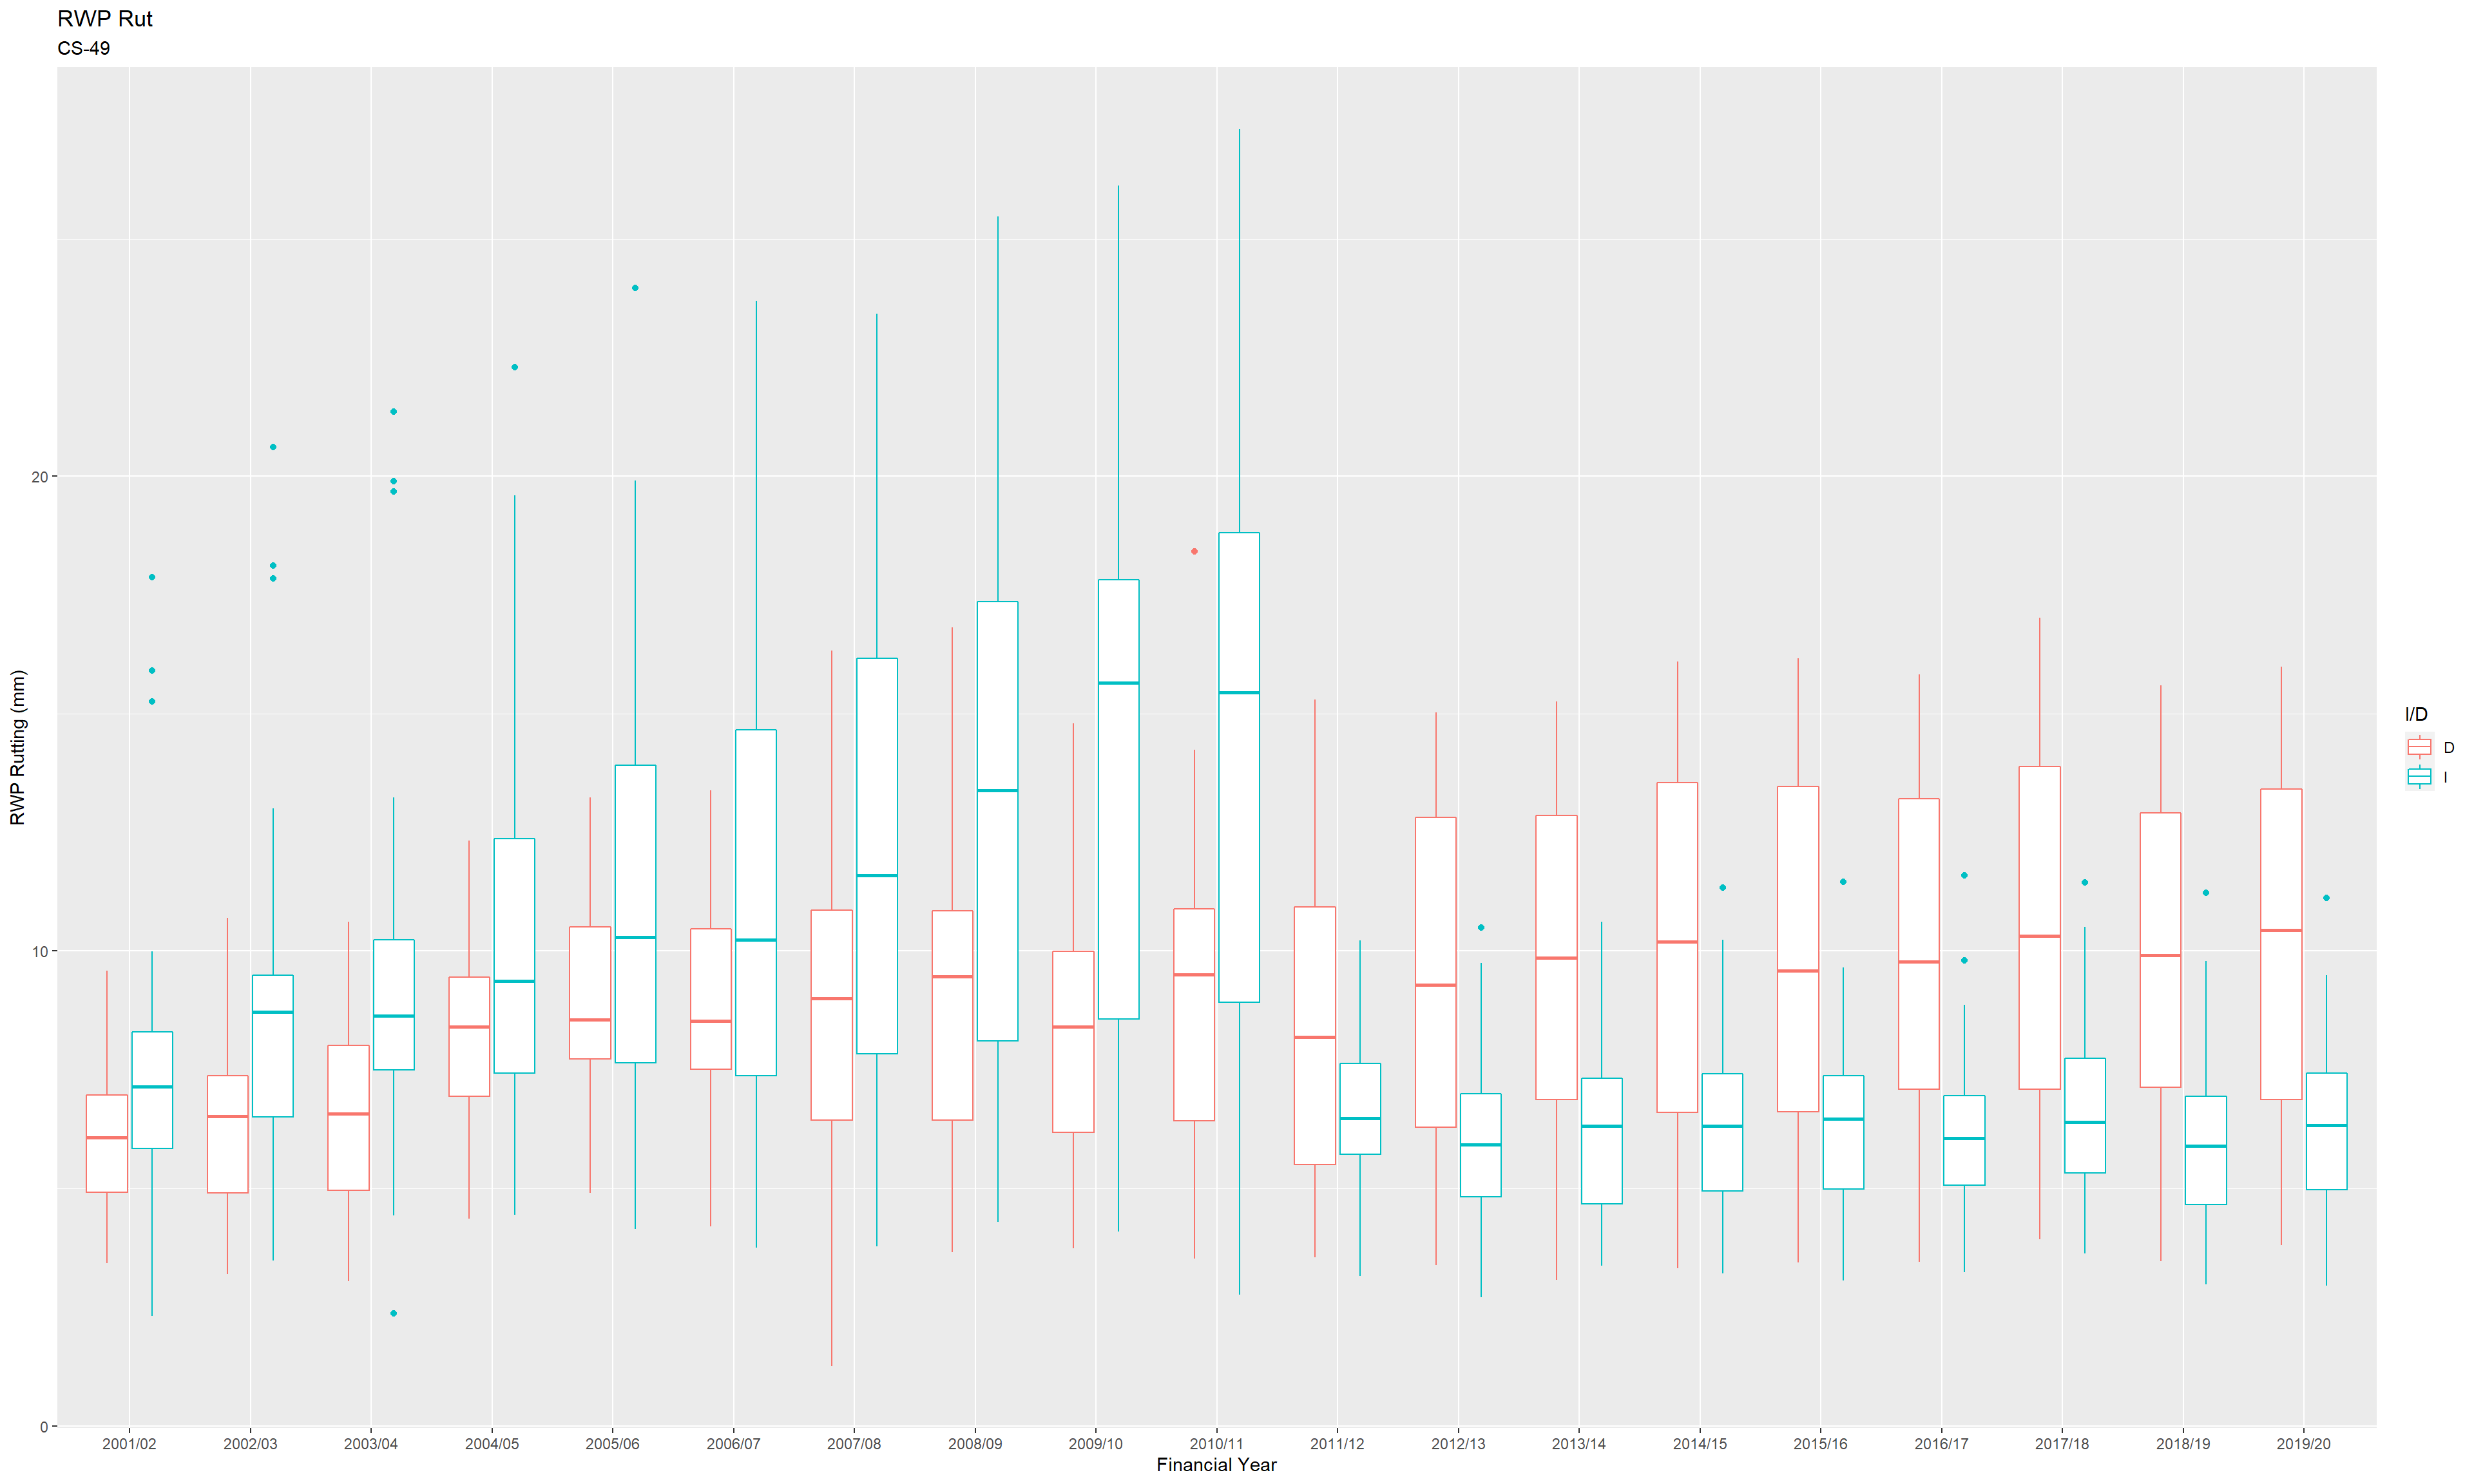 RWP Rut
CS-49
RWP Rutting (mm)
20
10
0
2001/02 2002/03 2003/04 2004/05 2005/06 2006/07 2007/08 2008/09 2009/10 2010/11 2011/12 2012/13 2013/14 2014/15 2015/16 2016/17 2017/18 2018/19 2019/20
Financial Year
I/D
D
I